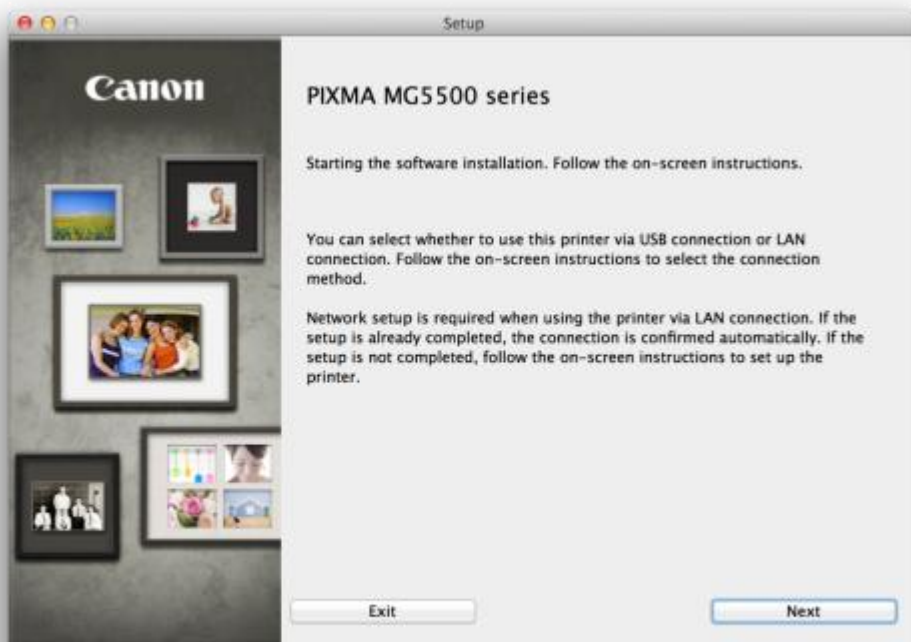 Setup
Canon
PIXMA MG5500 series
Starting the software installation. Follow the on-screen instructions.
You can select whether to use this printer via USB connection or LAN
connection. Follow the on-screen instructions to select the connection
method.
Network setup is required when using the printer via LAN connection. If the
setup is already completed, the connection is confirmed automatically. If the
setup is not completed, follow the on-screen instructions to set up the
printer.
Exit
Next